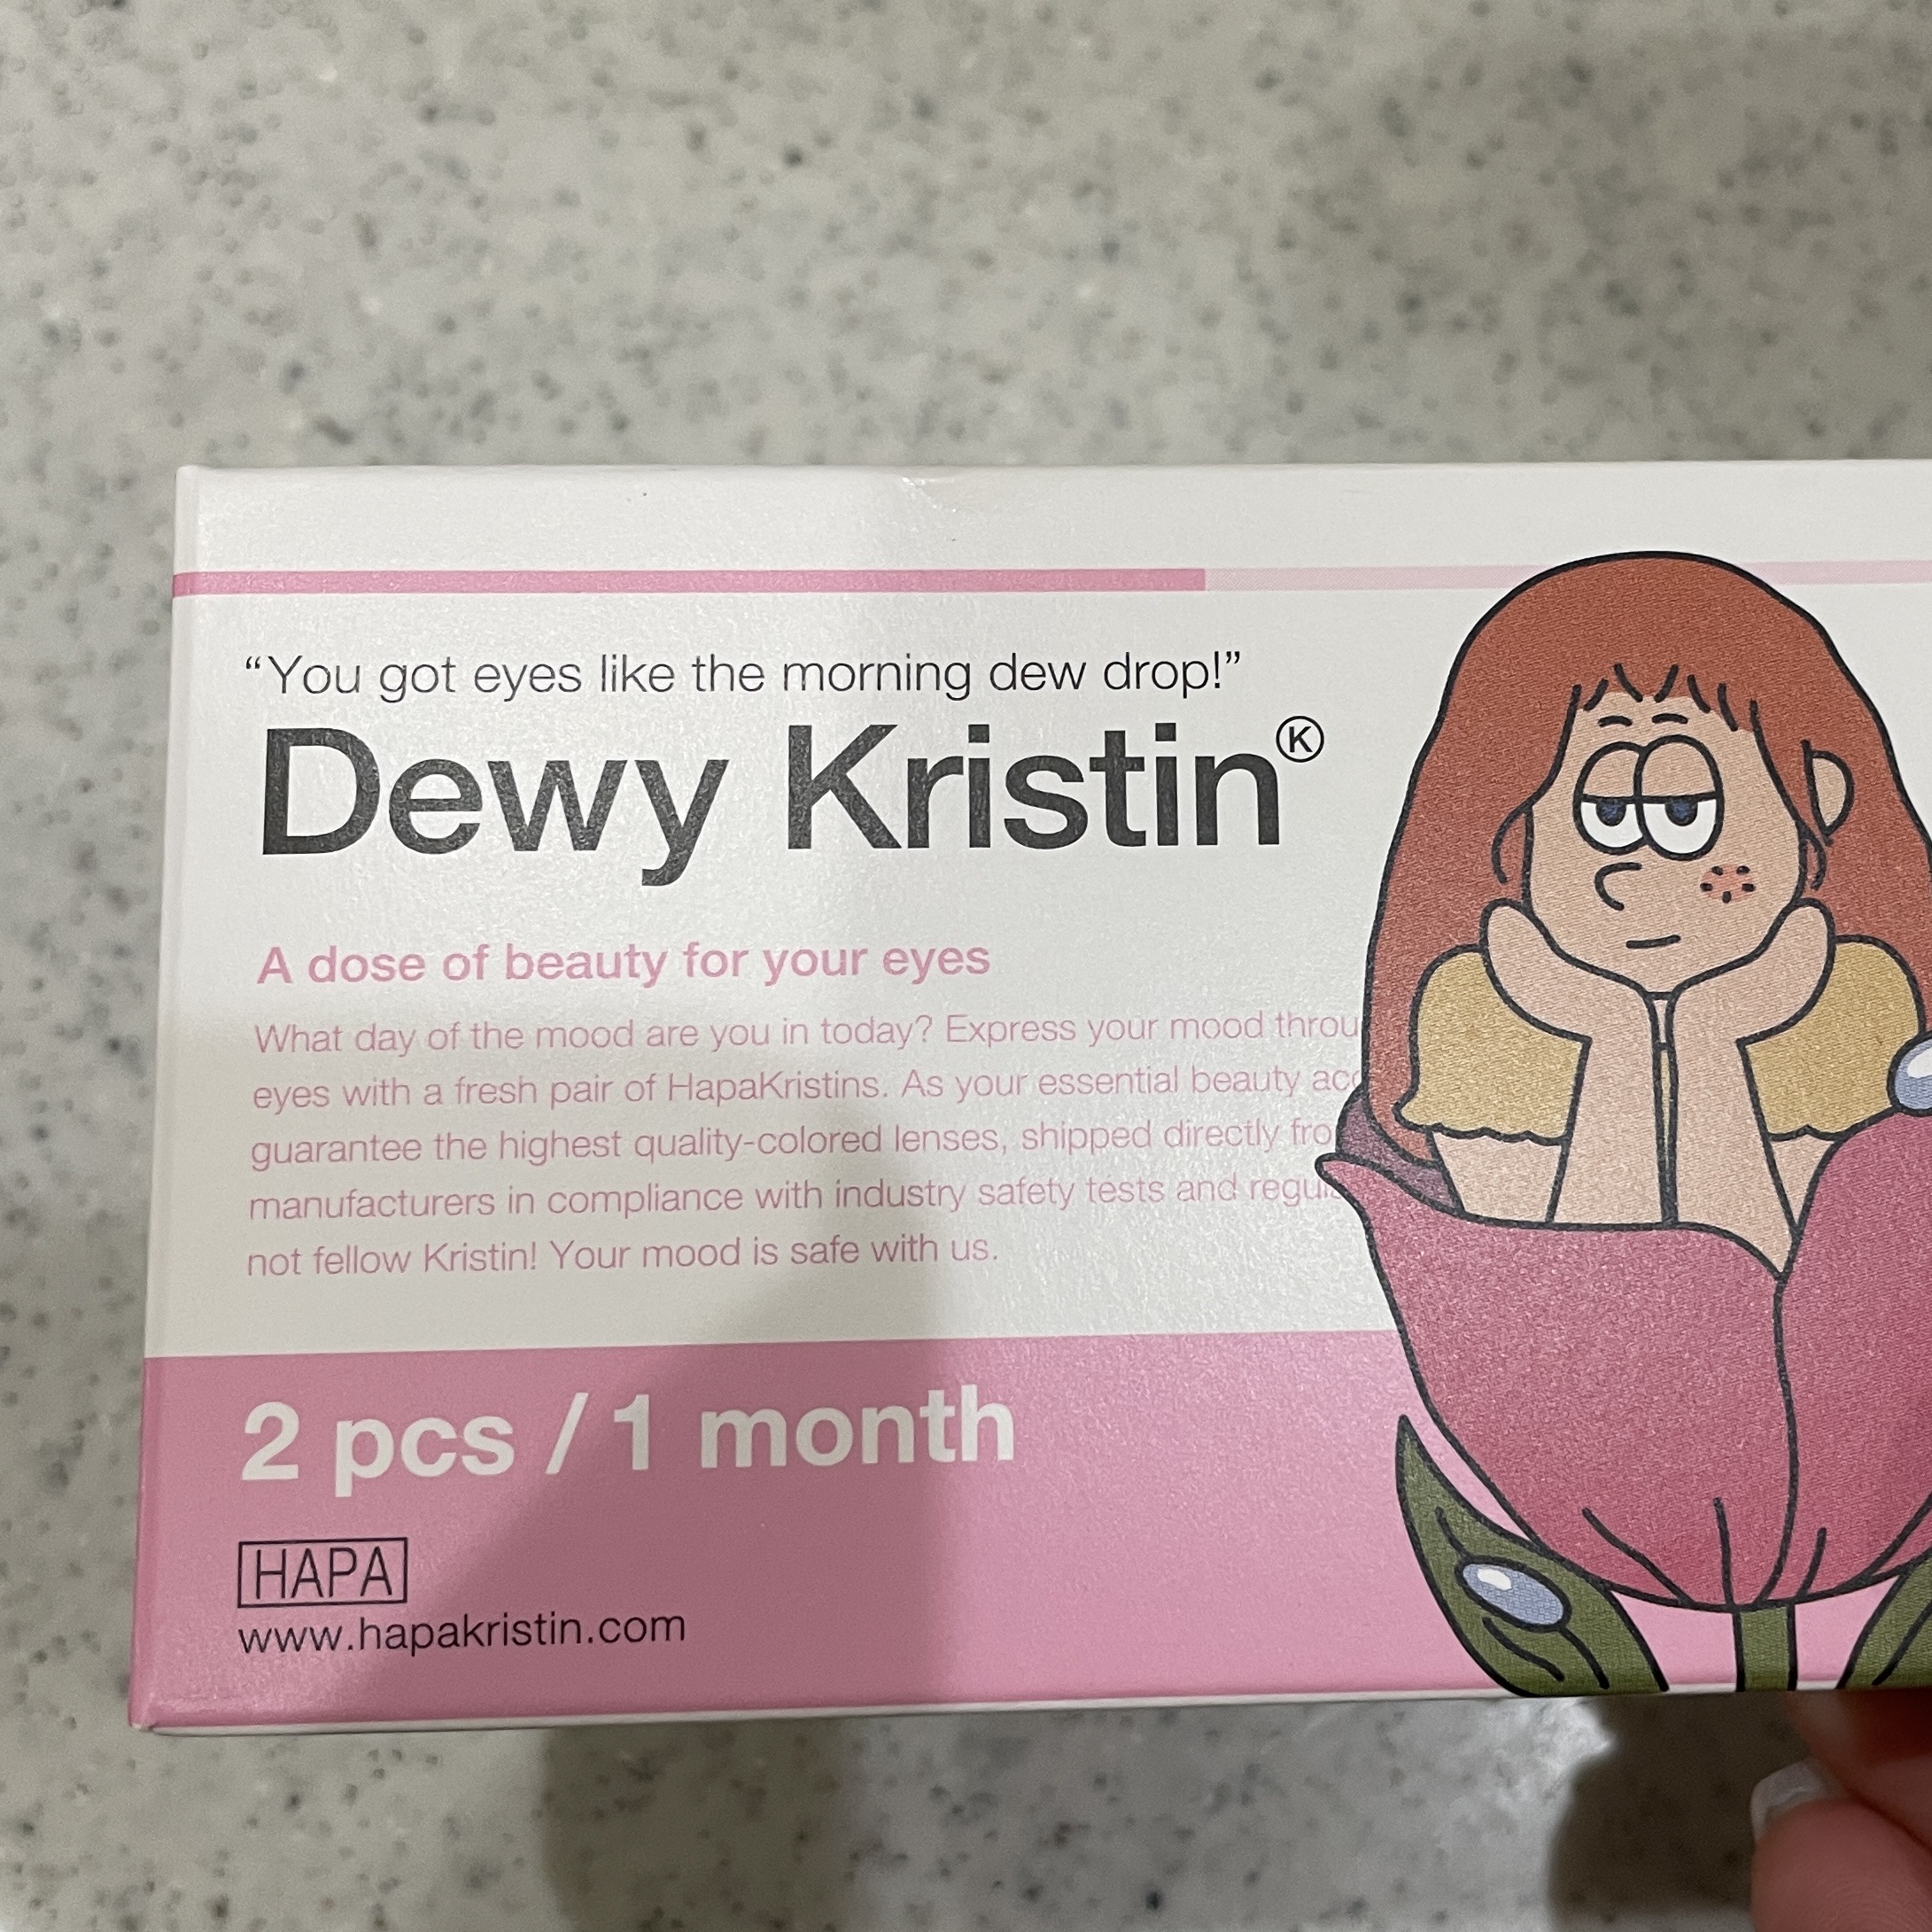 “You got eyes like the morning dew drop!”
Dewy Kristin Ⓚ
A dose of beauty for your eyes
What day of the mood are you in today? Express your mood throu
eyes with a fresh pair of HapaKristins. As your essential beauty acc
guarantee the highest quality-colored lenses, shipped directly fro
manufacturers in compliance with industry safety tests and regula
not fellow Kristin! Your mood is safe with us.
2 pcs / 1 month
HAPA
www.hapakristin.com